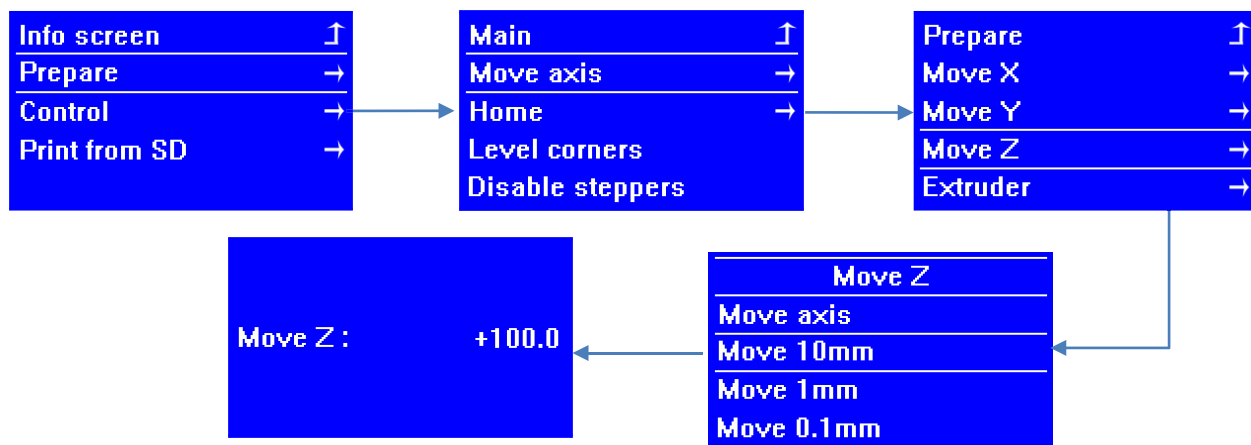 Info screen
Prepare
Control
Print from SD
Main
Move axis
Home
Level corners
Disable steppers
Prepare
Move X
Move Y
Move Z
Extruder
Move Z
Move axis
Move 10mm
Move 1mm
Move 0.1mm
Move Z: +100.0